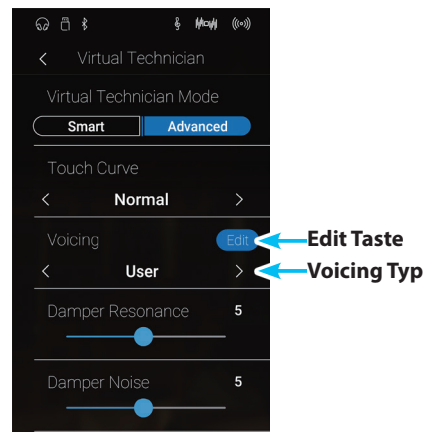 Virtual Technician
Virtual Technician Mode
Smart Advanced
Touch Curve
Normal
Voicing Edit Edit Taste
User Voicing Typ
Damper Resonance 5
Damper Noise 5